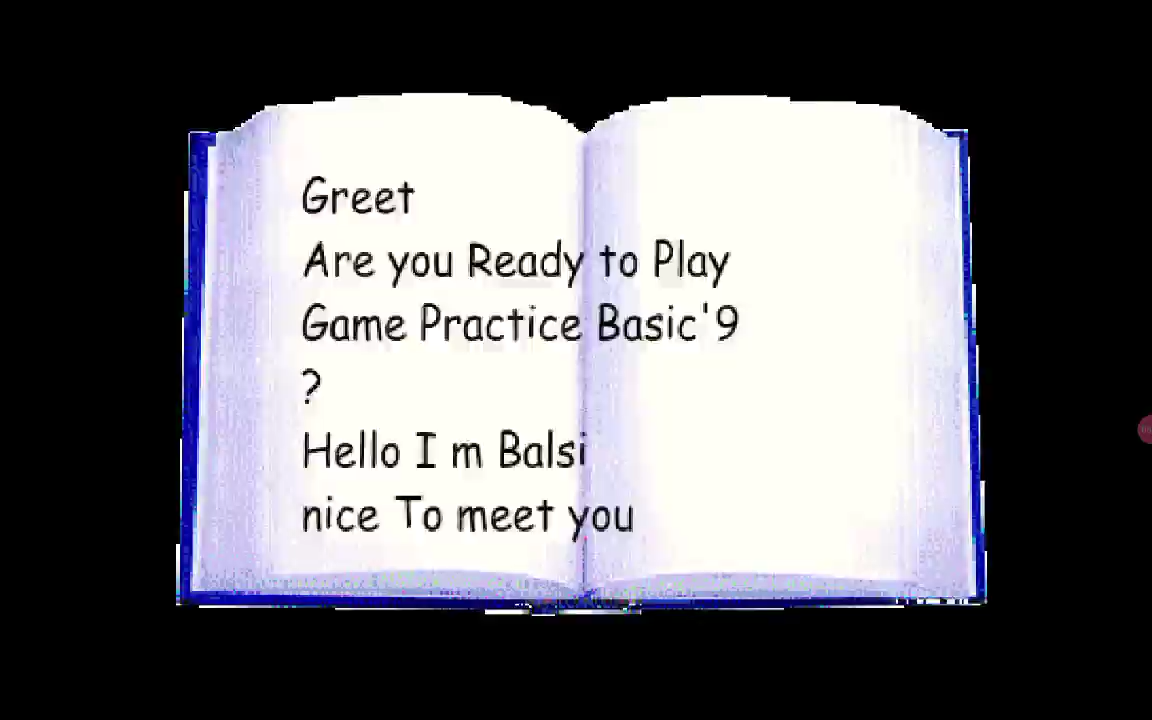 Greet
Are you Ready to Play
Game Practice Basic'9
?
Hello I m Balsi
nice To meet you